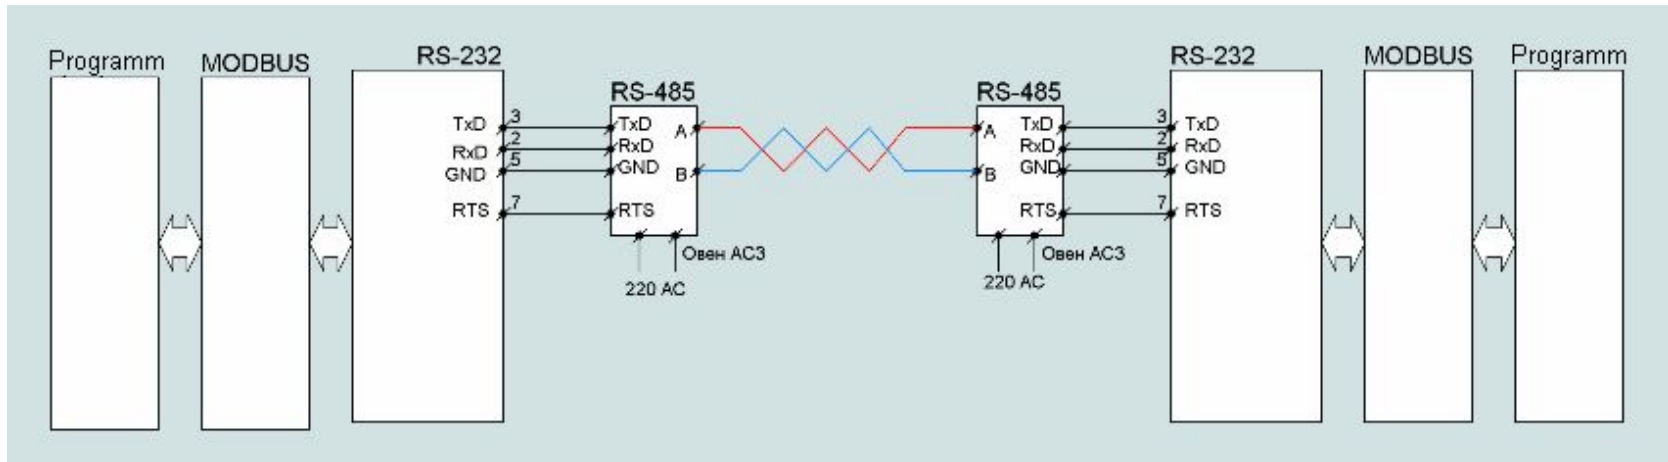 Programm
MODBUS
RS-232
TxD 3
RxD 2
GND 5
RTS 7
RS-485
TxD A
RxD
GND B
RTS
Овен АС3
220 AC
RS-485
A TxD
RxD
B GND
RTS
Овен АС3
220 AC
RS-232
3 TxD
2 RxD
5 GND
7 RTS
MODBUS
Programm